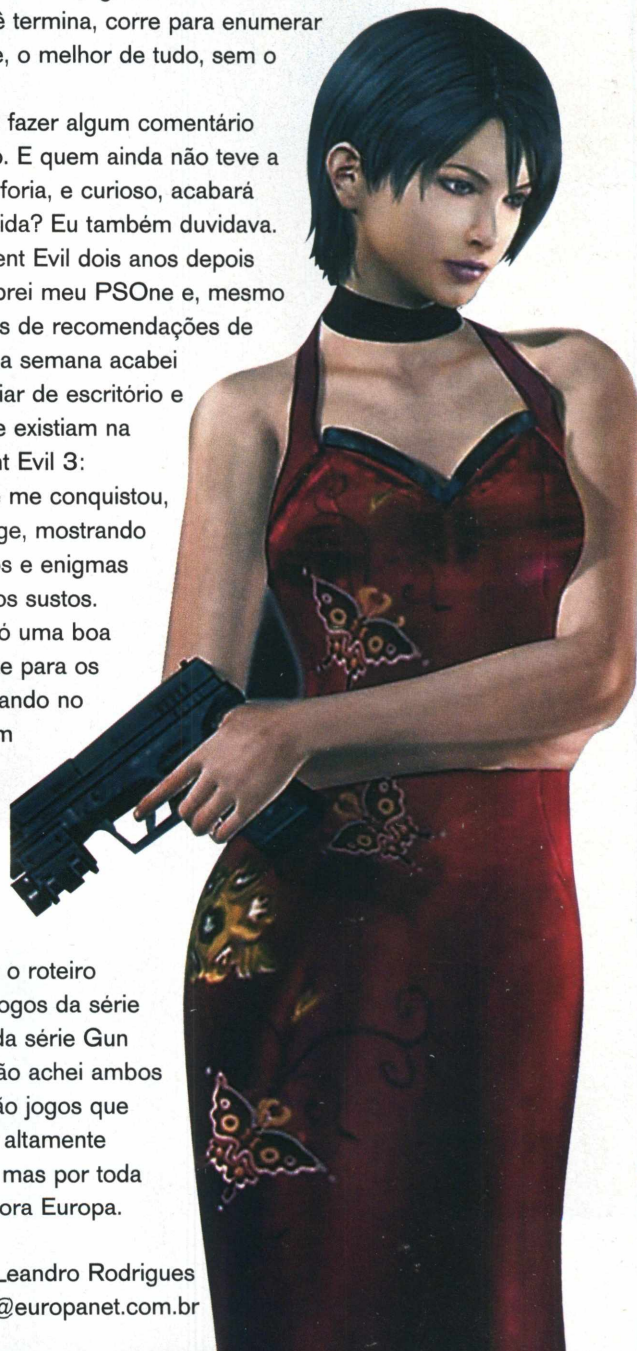 ê termina, corre para enumerar
e, o melhor de tudo, sem o
fazer algum comentário
o. E quem ainda não teve a
foria, e curioso, acabará
ida? Eu também duvidava.
ent Evil dois anos depois
prei meu PSOne e, mesmo
s de recomendações de
a semana acabei
iar de escritório e
e existiam na
nt Evil 3:
me conquistou,
ge, mostrando
os e enigmas
os sustos.
ó uma boa
e para os
ando no
m
o roteiro
ogos da série
da série Gun
ão achei ambos
ão jogos que
altamente
mas por toda
ora Europa.
Leandro Rodrigues
@europanet.com.br